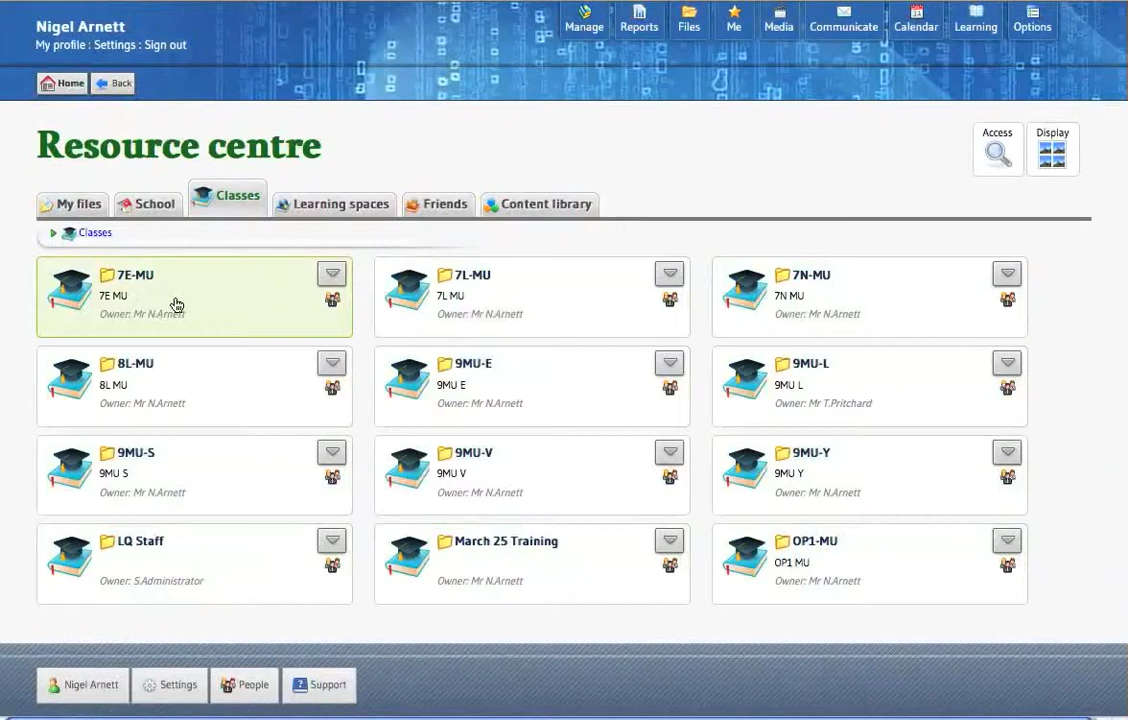 Nigel Arnett
My profile : Settings : Sign out
Manage
Reports
Files
Me
Media
Communicate
Calendar
Learning
Options
Home
Back
Resource centre
Access
Display
My files
School
Classes
Learning spaces
Friends
Content library
Classes
7E-MU
7E MU
Owner: Mr N.Arnett
7L-MU
7L MU
Owner: Mr N.Arnett
7N-MU
7N MU
Owner: Mr N.Arnett
8L-MU
8L MU
Owner: Mr N.Arnett
9MU-E
9MU E
Owner: Mr N.Arnett
9MU-L
9MU L
Owner: Mr T.Pritchard
9MU-S
9MU S
Owner: Mr N.Arnett
9MU-V
9MU V
Owner: Mr N.Arnett
9MU-Y
9MU Y
Owner: Mr N.Arnett
LQ Staff
Owner: S.Administrator
March 25 Training
Owner: Mr N.Arnett
OP1-MU
OP1 MU
Owner: Mr N.Arnett
Nigel Arnett
Settings
People
Support